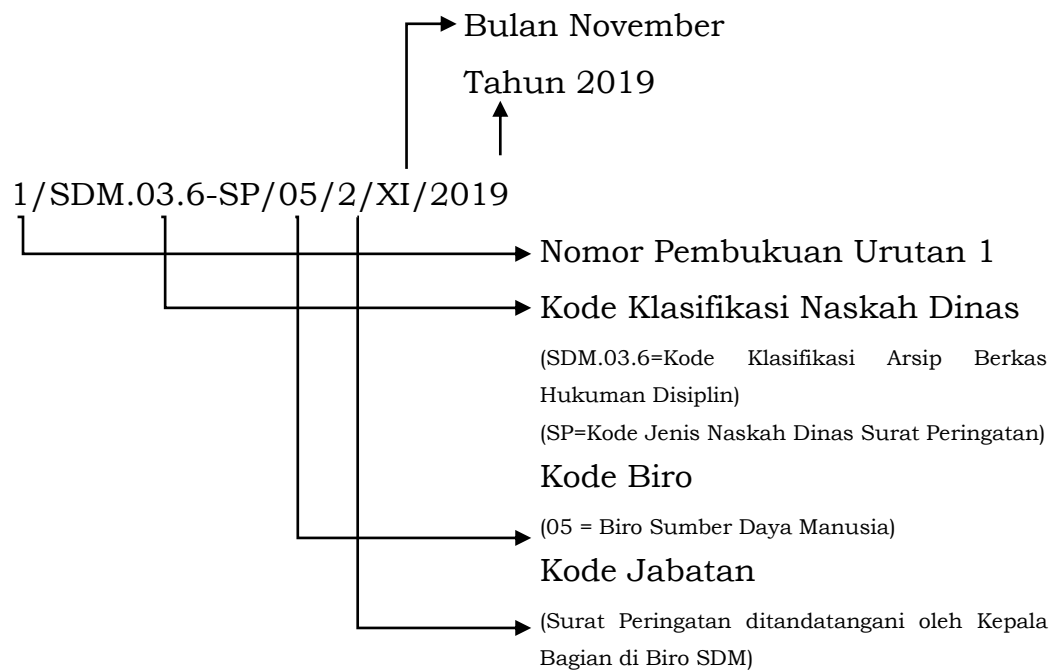 Bulan November
Tahun 2019
1/SDM.03.6-SP/05/2/XI/2019
Nomor Pembukuan Urutan 1
Kode Klasifikasi Naskah Dinas
(SDM.03.6=Kode Klasifikasi Arsip Berkas
Hukuman Disiplin)
(SP=Kode Jenis Naskah Dinas Surat Peringatan)
Kode Biro
(05 = Biro Sumber Daya Manusia)
Kode Jabatan
(Surat Peringatan ditandatangani oleh Kepala
Bagian di Biro SDM)